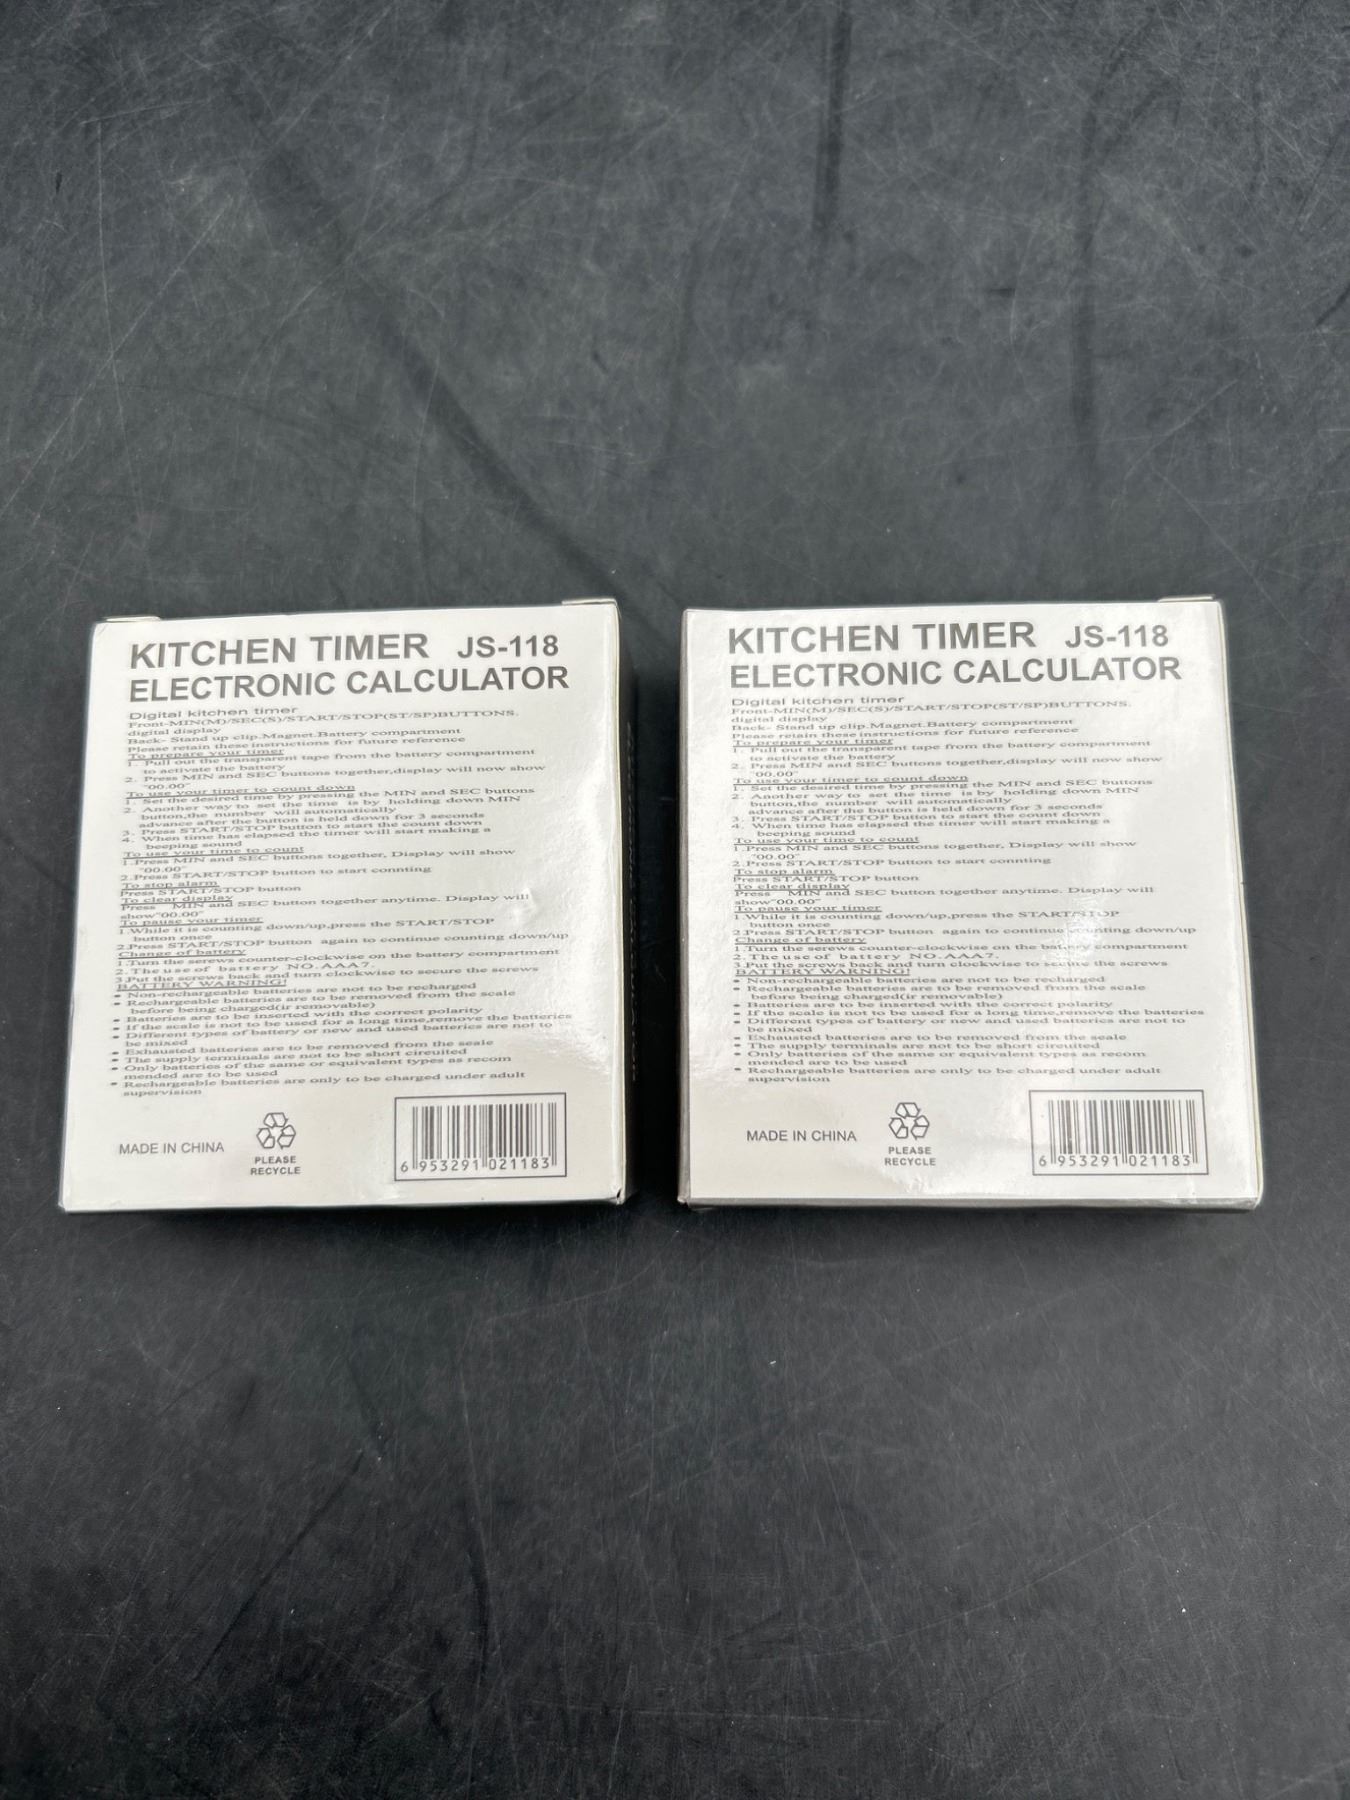 KITCHEN TIMER JS-118
ELECTRONIC CALCULATOR
Digital kitchen timer
Front-MIN(M)/SEC(S)/START/STOP(ST/SP)BUTTONS.
digital display
Back- Stand up clip.Magnet.Battery compartment
Please retain these instructions for future reference
To prepare your timer
1. Pull out the transparent tape from the battery compartment
to activate the battery
2. Press MIN and SEC buttons together,display will now show
"00.00"
To use your timer to count down
1. Set the desired time by pressing the MIN and SEC buttons
2. Another way to set the time is by holding down MIN
button,the number will automatically
advance after the button is held down for 3 seconds
3. Press START/STOP button to start the count down
4. When time has elapsed the timer will start making a
beeping sound
To use your time to count
1.Press MIN and SEC buttons together, Display will show
"00.00"
2.Press START/STOP button to start connting
To stop alarm
Press START/STOP button
To clear display
Press MIN and SEC button together anytime. Display will
show"00.00"
To pause your timer
1.While it is counting down/up,press the START/STOP
button once
2.Press START/STOP button again to continue counting down/up
Change of battery
1.Turn the serews counter-clockwise on the battery compartment
2. The use of battery NO.AAA7.
3.Put the screws back and turn clockwise to secure the screws
BATTERY WARNING!
• Non-rechargeable batteries are not to be recharged
• Rechargeable batteries are to be removed from the scale
before being charged(ir removable)
• Batteries are to be inserted with the correct polarity
• If the scale is not to be used for a long time,remove the batteries
• Different types of battery or new and used batteries are not to
be mixed
• Exhausted batteries are to be removed from the seale
• The supply terminals are not to be short circuited
• Only batteries of the same or equivalent types as recom
mended are to be used
• Rechargeable batteries are only to be charged under adult
supervision
MADE IN CHINA
PLEASE
RECYCLE
6 953291 021183
KITCHEN TIMER JS-118
ELECTRONIC CALCULATOR
Digital kitchen timer
Front-MIN(M)/SEC(S)/START/STOP(ST/SP)BUTTONS.
digital display
Back- Stand up clip.Magnet.Battery compartment
Please retain these instructions for future reference
To prepare your timer
1. Pull out the transparent tape from the battery compartment
to activate the battery
2. Press MIN and SEC buttons together,display will now show
"00.00"
To use your timer to count down
1. Set the desired time by pressing the MIN and SEC buttons
2. Another way to set the time is by holding down MIN
button,the number will automatically
advance after the button is held down for 3 seconds
3. Press START/STOP button to start the count down
4. When time has elapsed the timer will start making a
beeping sound
To use your time to count
1.Press MIN and SEC buttons together, Display will show
"00.00"
2.Press START/STOP button to start connting
To stop alarm
Press START/STOP button
To clear display
Press MIN and SEC button together anytime. Display will
show"00.00"
To pause your timer
1.While it is counting down/up,press the START/STOP
button once
2.Press START/STOP button again to continue counting down/up
Change of battery
1.Turn the serews counter-clockwise on the battery compartment
2. The use of battery NO.AAA7.
3.Put the screws back and turn clockwise to secure the screws
BATTERY WARNING!
• Non-rechargeable batteries are not to be recharged
• Rechargeable batteries are to be removed from the scale
before being charged(ir removable)
• Batteries are to be inserted with the correct polarity
• If the scale is not to be used for a long time,remove the batteries
• Different types of battery or new and used batteries are not to
be mixed
• Exhausted batteries are to be removed from the seale
• The supply terminals are not to be short circuited
• Only batteries of the same or equivalent types as recom
mended are to be used
• Rechargeable batteries are only to be charged under adult
supervision
MADE IN CHINA
PLEASE
RECYCLE
6 953291 021183